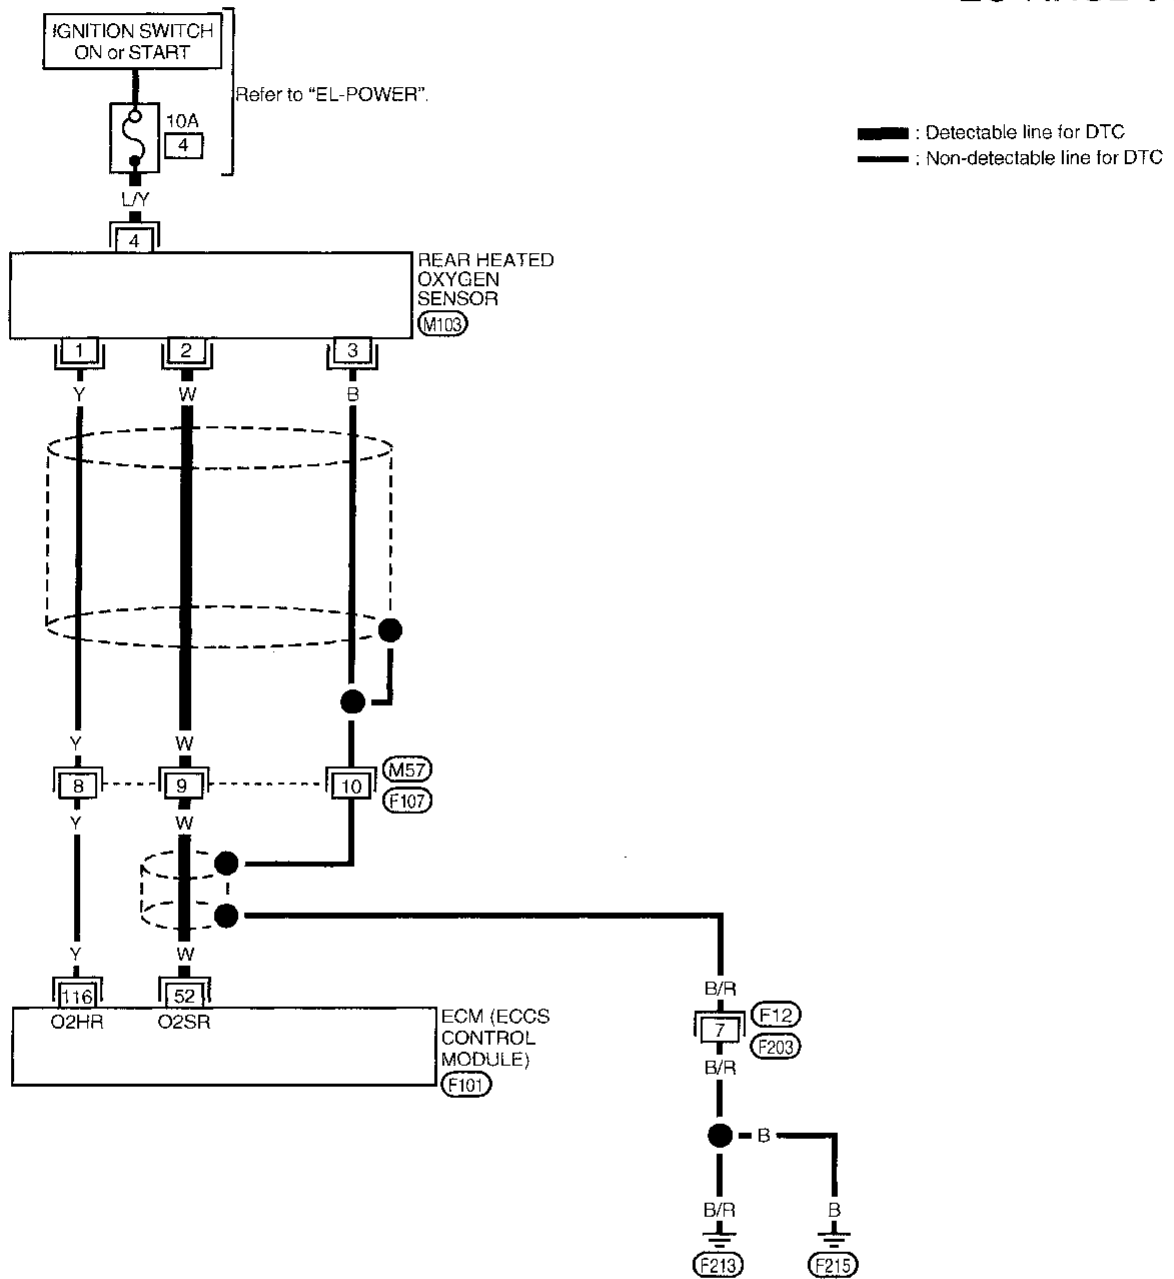 IGNITION SWITCH
ON or START
Refer to "EL-POWER".
10A
4
: Detectable line for DTC
: Non-detectable line for DTC
L/Y
4
REAR HEATED
OXYGEN
SENSOR
M103
1 2 3
Y W B
Y W
8 9 10
M57
F107
Y W
Y W
116 52
O2HR O2SR
ECM (ECCS
CONTROL
MODULE)
F101
B/R
7
F12
F203
B/R
B
B/R B
F213 F215